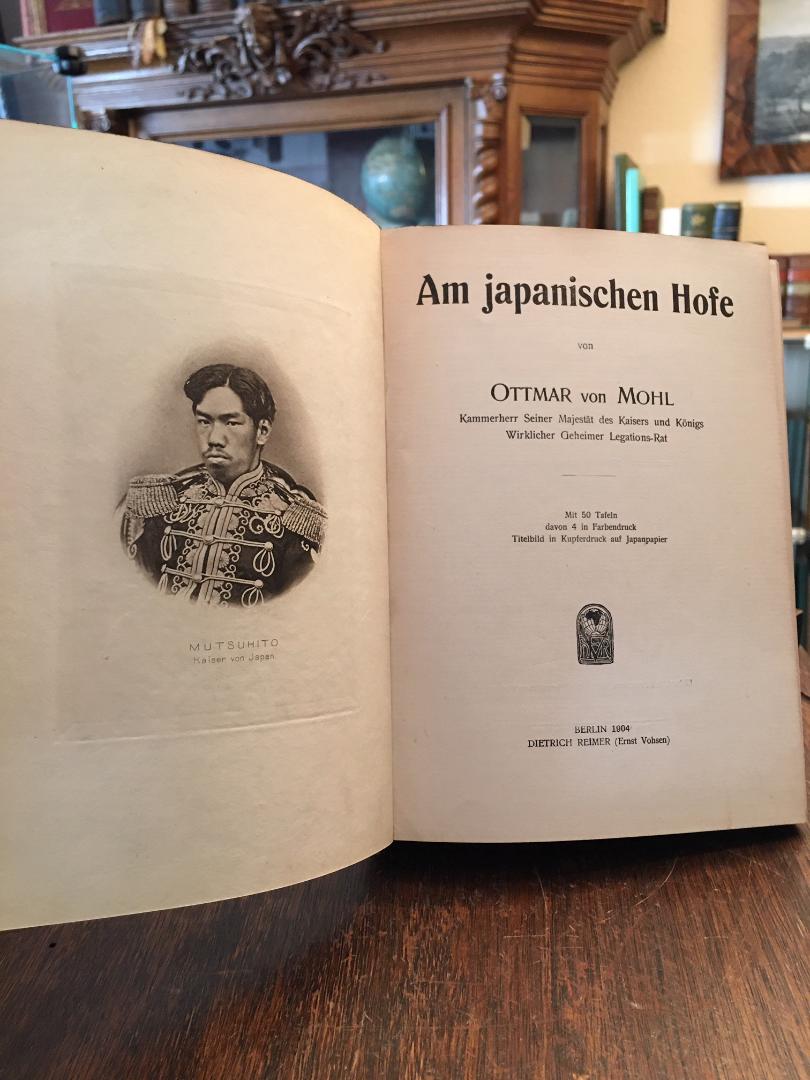 MUTSUHITO
Kaiser von Japan.
Am japanischen Hofe
von
OTTMAR von MOHL
Kammerherr Seiner Majestät des Kaisers und Königs
Wirklicher Geheimer Legations-Rat
Mit 50 Tafeln
davon 4 in Farbendruck
Titelbild in Kupferdruck auf Japanpapier
BERLIN 1904
DIETRICH REIMER (Ernst Vohsen)